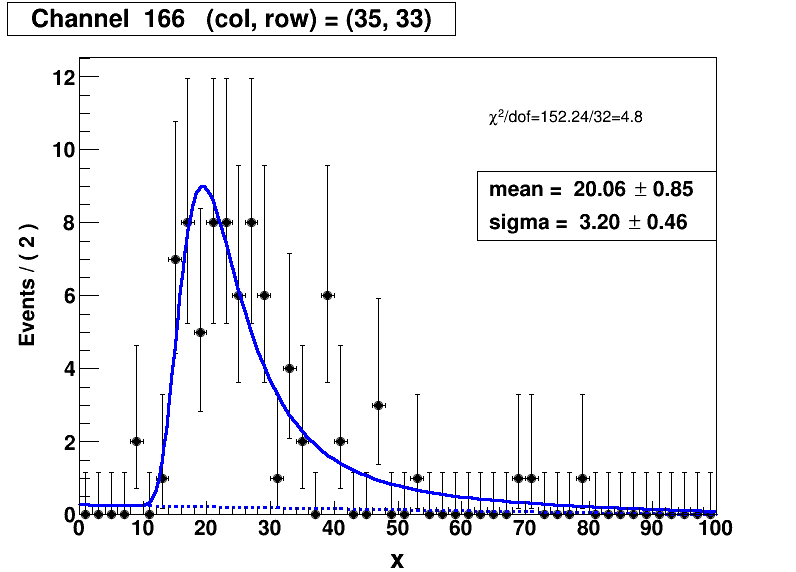 Channel 166 (col, row) = (35, 33)
χ²/dof=152.24/32=4.8
mean = 20.06 ± 0.85
sigma = 3.20 ± 0.46
Events / ( 2 )
12
10
8
6
4
2
0
0 10 20 30 40 50 60 70 80 90 100
x